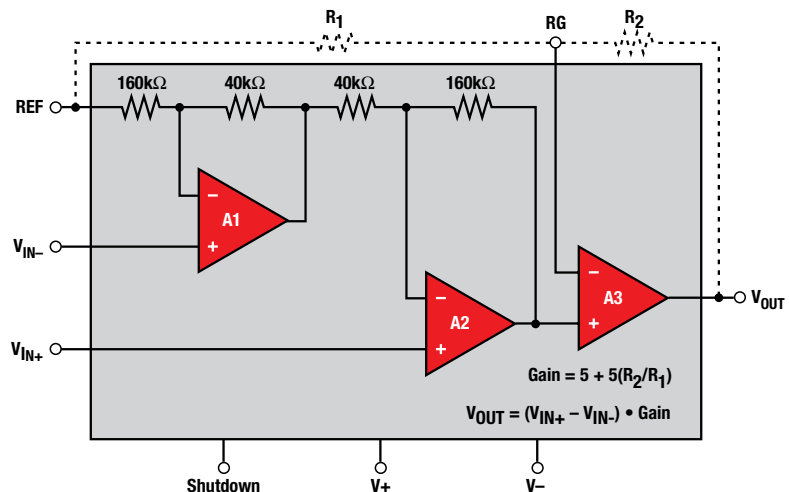 R1 RG R2
160kΩ 40kΩ 40kΩ 160kΩ
REF
− A1 +
VIN−
− A2 +
− A3 +
VOUT
VIN+
Gain = 5 + 5(R2/R1)
VOUT = (VIN+ − VIN-) • Gain
Shutdown V+ V−